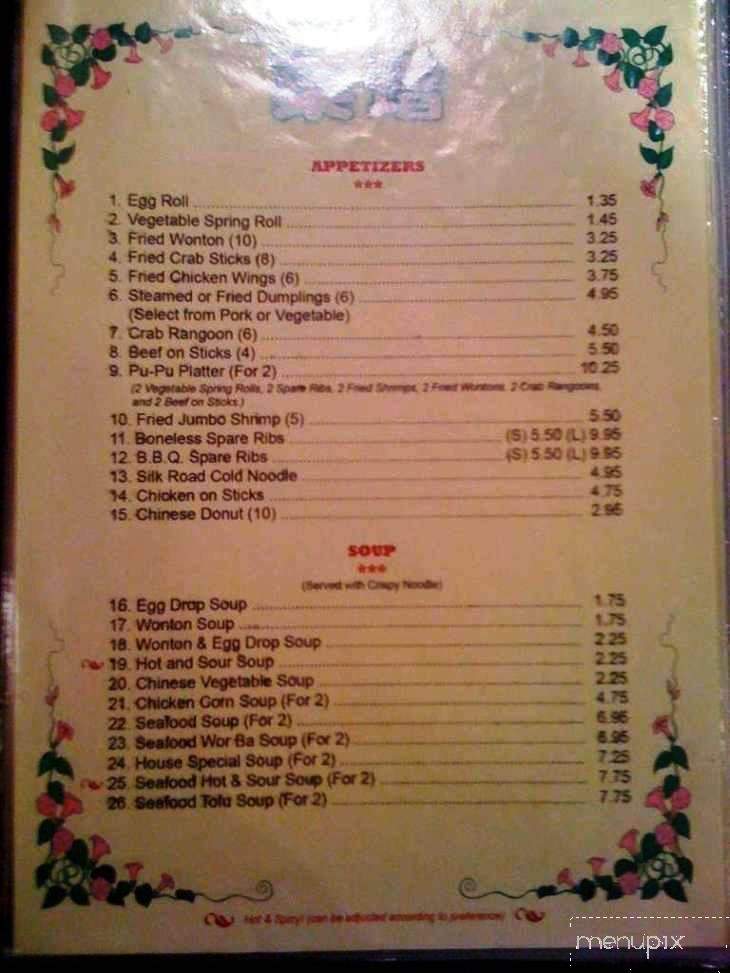 APPETIZERS
***
1. Egg Roll 1.35
2. Vegetable Spring Roll 1.45
3. Fried Wonton (10) 3.25
4. Fried Crab Sticks (8) 3.25
5. Fried Chicken Wings (6) 3.75
6. Steamed or Fried Dumplings (6) 4.95
(Select from Pork or Vegetable)
7. Crab Rangoon (6) 4.50
8. Beef on Sticks (4) 5.50
9. Pu-Pu Platter (For 2) 10.25
(2 Vegetable Spring Rolls, 2 Spare Ribs, 2 Fried Shrimps, 2 Fried Wontons, 2 Crab Rangoons,
and 2 Beef on Sticks.)
10. Fried Jumbo Shrimp (5) 5.50
11. Boneless Spare Ribs (S) 5.50 (L) 9.95
12. B.B.Q. Spare Ribs (S) 5.50 (L) 9.95
13. Silk Road Cold Noodle 4.95
14. Chicken on Sticks 4.75
15. Chinese Donut (10) 2.95
SOUP
***
(Served with Crispy Noodle)
16. Egg Drop Soup 1.75
17. Wonton Soup 1.75
18. Wonton & Egg Drop Soup 2.25
19. Hot and Sour Soup 2.25
20. Chinese Vegetable Soup 2.25
21. Chicken Corn Soup (For 2) 4.75
22. Seafood Soup (For 2) 6.95
23. Seafood Wor Ba Soup (For 2) 6.95
24. House Special Soup (For 2) 7.25
25. Seafood Hot & Sour Soup (For 2) 7.75
26. Seafood Tofu Soup (For 2) 7.75
Hot & Spicy! (can be adjusted according to preference)
menupix